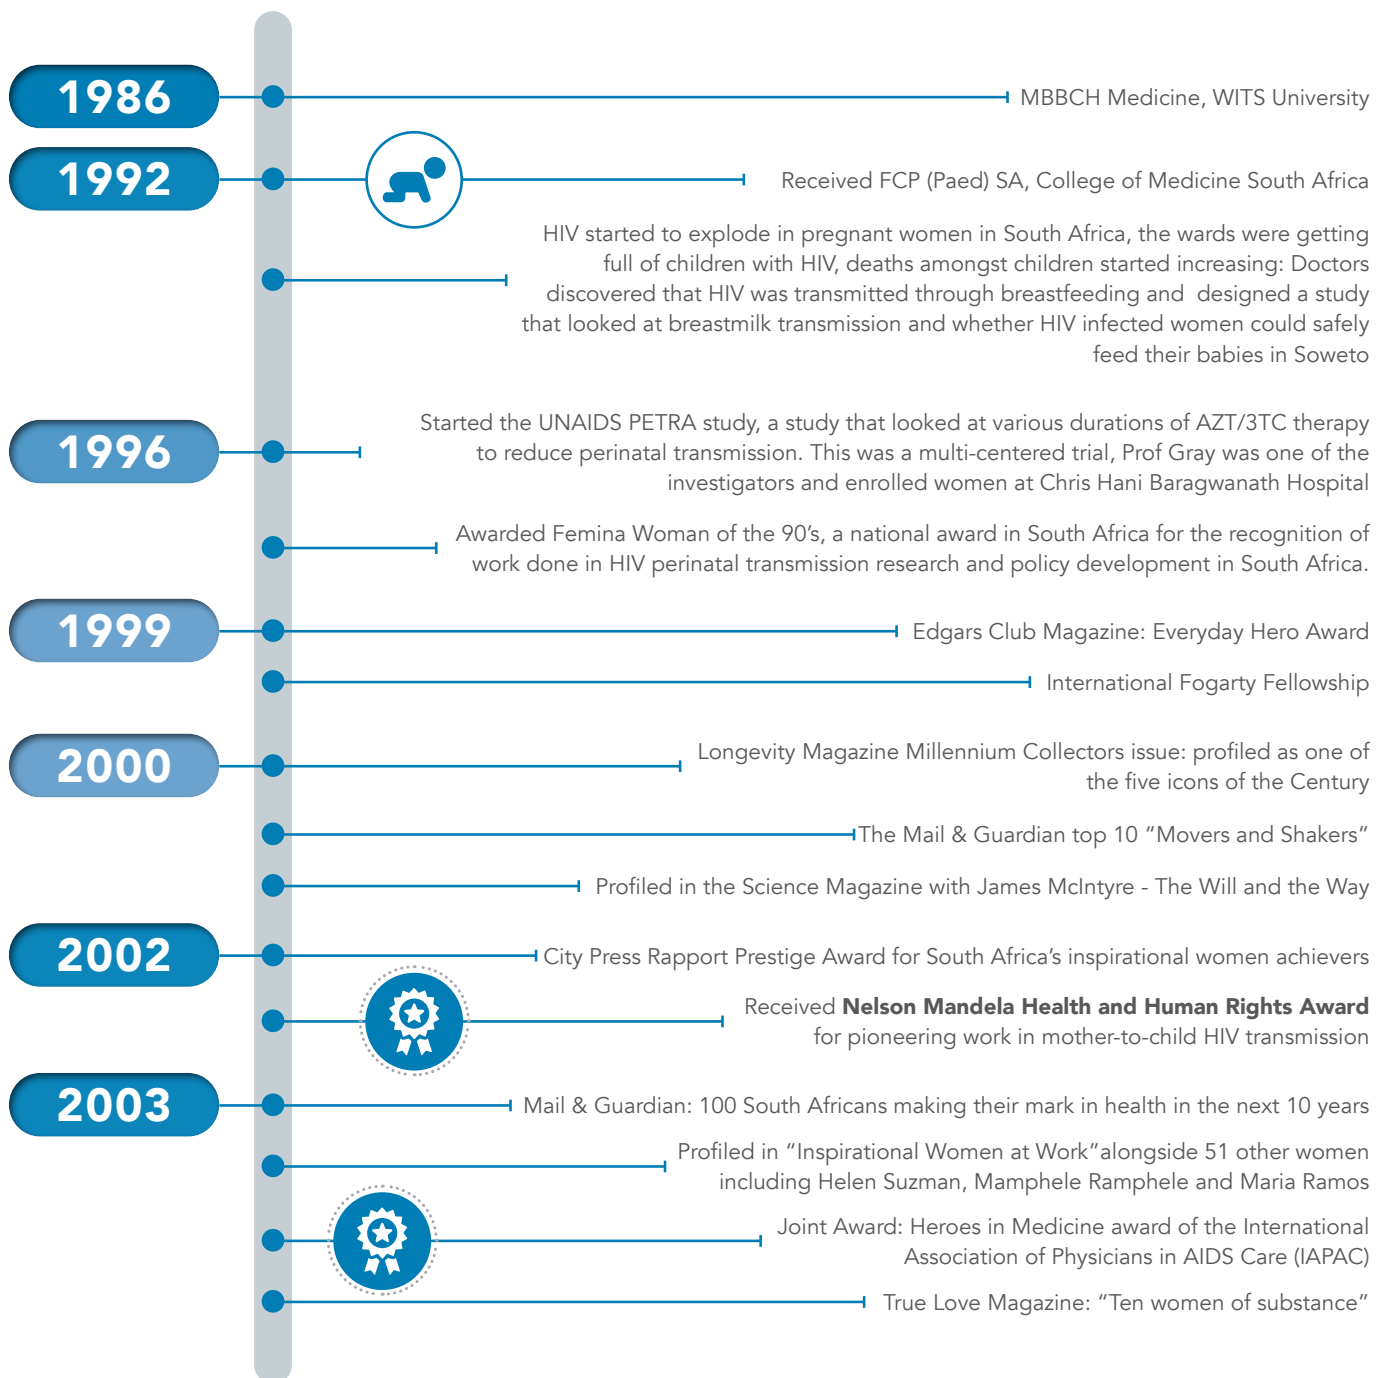 1986
MBBCH Medicine, WITS University
1992
Received FCP (Paed) SA, College of Medicine South Africa
HIV started to explode in pregnant women in South Africa, the wards were getting
full of children with HIV, deaths amongst children started increasing: Doctors
discovered that HIV was transmitted through breastfeeding and  designed a study
that looked at breastmilk transmission and whether HIV infected women could safely
feed their babies in Soweto
1996
Started the UNAIDS PETRA study, a study that looked at various durations of AZT/3TC therapy
to reduce perinatal transmission. This was a multi-centered trial, Prof Gray was one of the
investigators and enrolled women at Chris Hani Baragwanath Hospital
Awarded Femina Woman of the 90’s, a national award in South Africa for the recognition of
work done in HIV perinatal transmission research and policy development in South Africa.
1999
Edgars Club Magazine: Everyday Hero Award
International Fogarty Fellowship
2000
Longevity Magazine Millennium Collectors issue: profiled as one of
the five icons of the Century
The Mail & Guardian top 10 “Movers and Shakers”
Profiled in the Science Magazine with James McIntyre - The Will and the Way
2002
City Press Rapport Prestige Award for South Africa’s inspirational women achievers
Received Nelson Mandela Health and Human Rights Award
for pioneering work in mother-to-child HIV transmission
2003
Mail & Guardian: 100 South Africans making their mark in health in the next 10 years
Profiled in “Inspirational Women at Work”alongside 51 other women
including Helen Suzman, Mamphele Ramphele and Maria Ramos
Joint Award: Heroes in Medicine award of the International
Association of Physicians in AIDS Care (IAPAC)
True Love Magazine: “Ten women of substance”